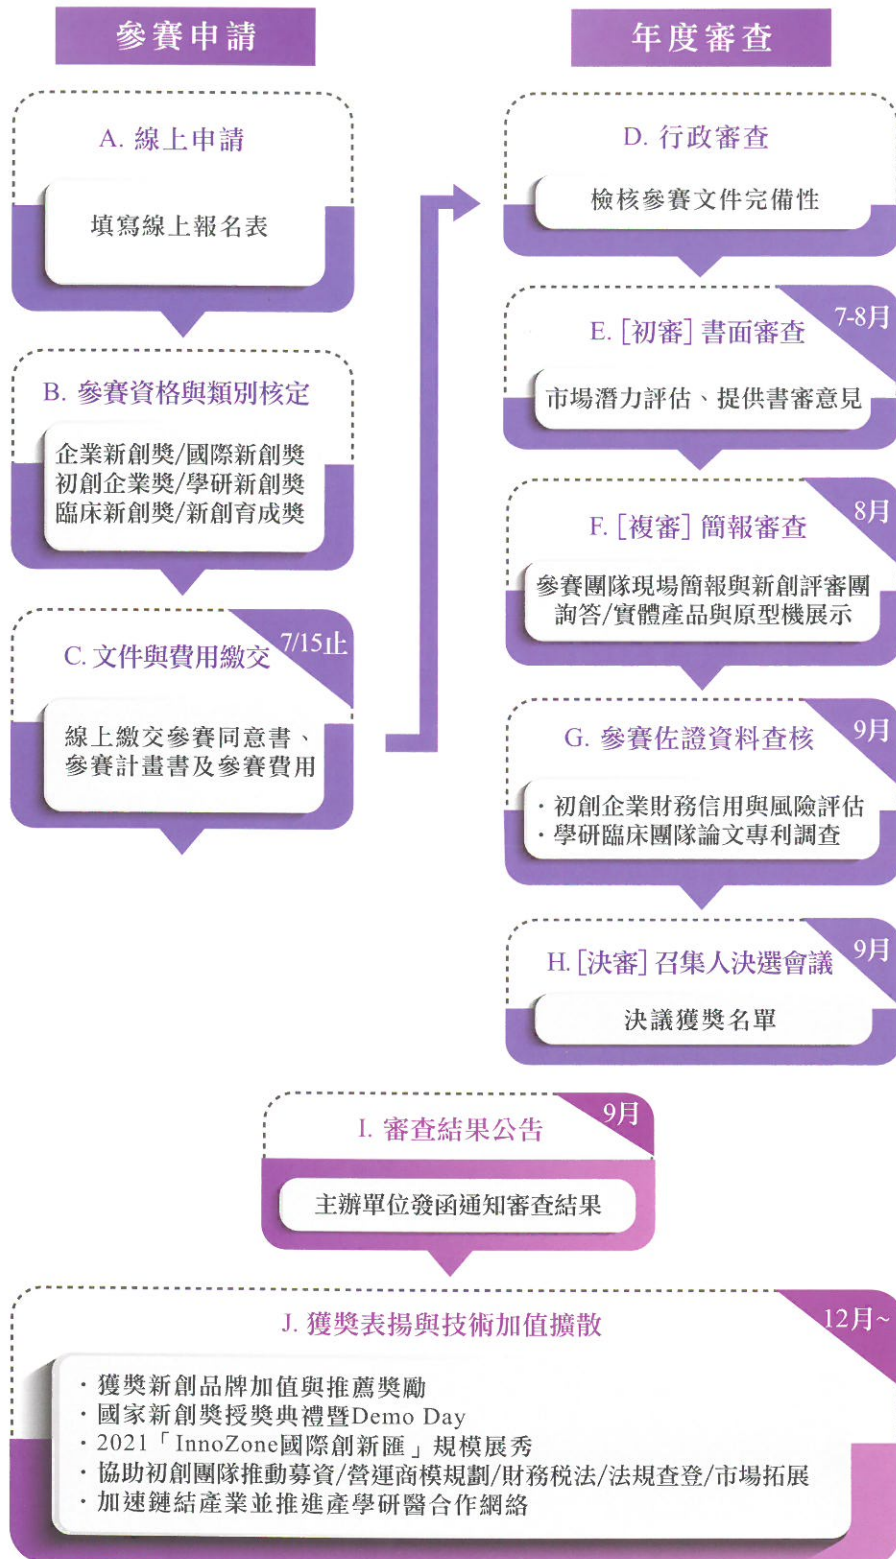 參賽申請
A. 線上申請
填寫線上報名表
B. 參賽資格與類別核定
企業新創獎/國際新創獎
初創企業獎/學研新創獎
臨床新創獎/新創育成獎
C. 文件與費用繳交
7/15止
線上繳交參賽同意書、
參賽計畫書及參賽費用
年度審查
D. 行政審查
檢核參賽文件完備性
E. [初審] 書面審查
7-8月
市場潛力評估、提供書審意見
F. [複審] 簡報審查
8月
參賽團隊現場簡報與新創評審團
詢答/實體產品與原型機展示
G. 參賽佐證資料查核
9月
·初創企業財務信用與風險評估
·學研臨床團隊論文專利調查
H. [決審] 召集人決選會議
9月
決議獲獎名單
I. 審查結果公告
9月
主辦單位發函通知審查結果
J. 獲獎表揚與技術加值擴散
12月~
·獲獎新創品牌加值與推薦獎勵
·國家新創獎授獎典禮暨Demo Day
·2021「InnoZone國際創新匯」規模展秀
·協助初創團隊推動募資/營運商模規劃/財務稅法/法規查登/市場拓展
·加速鏈結產業並推進產學研醫合作網絡